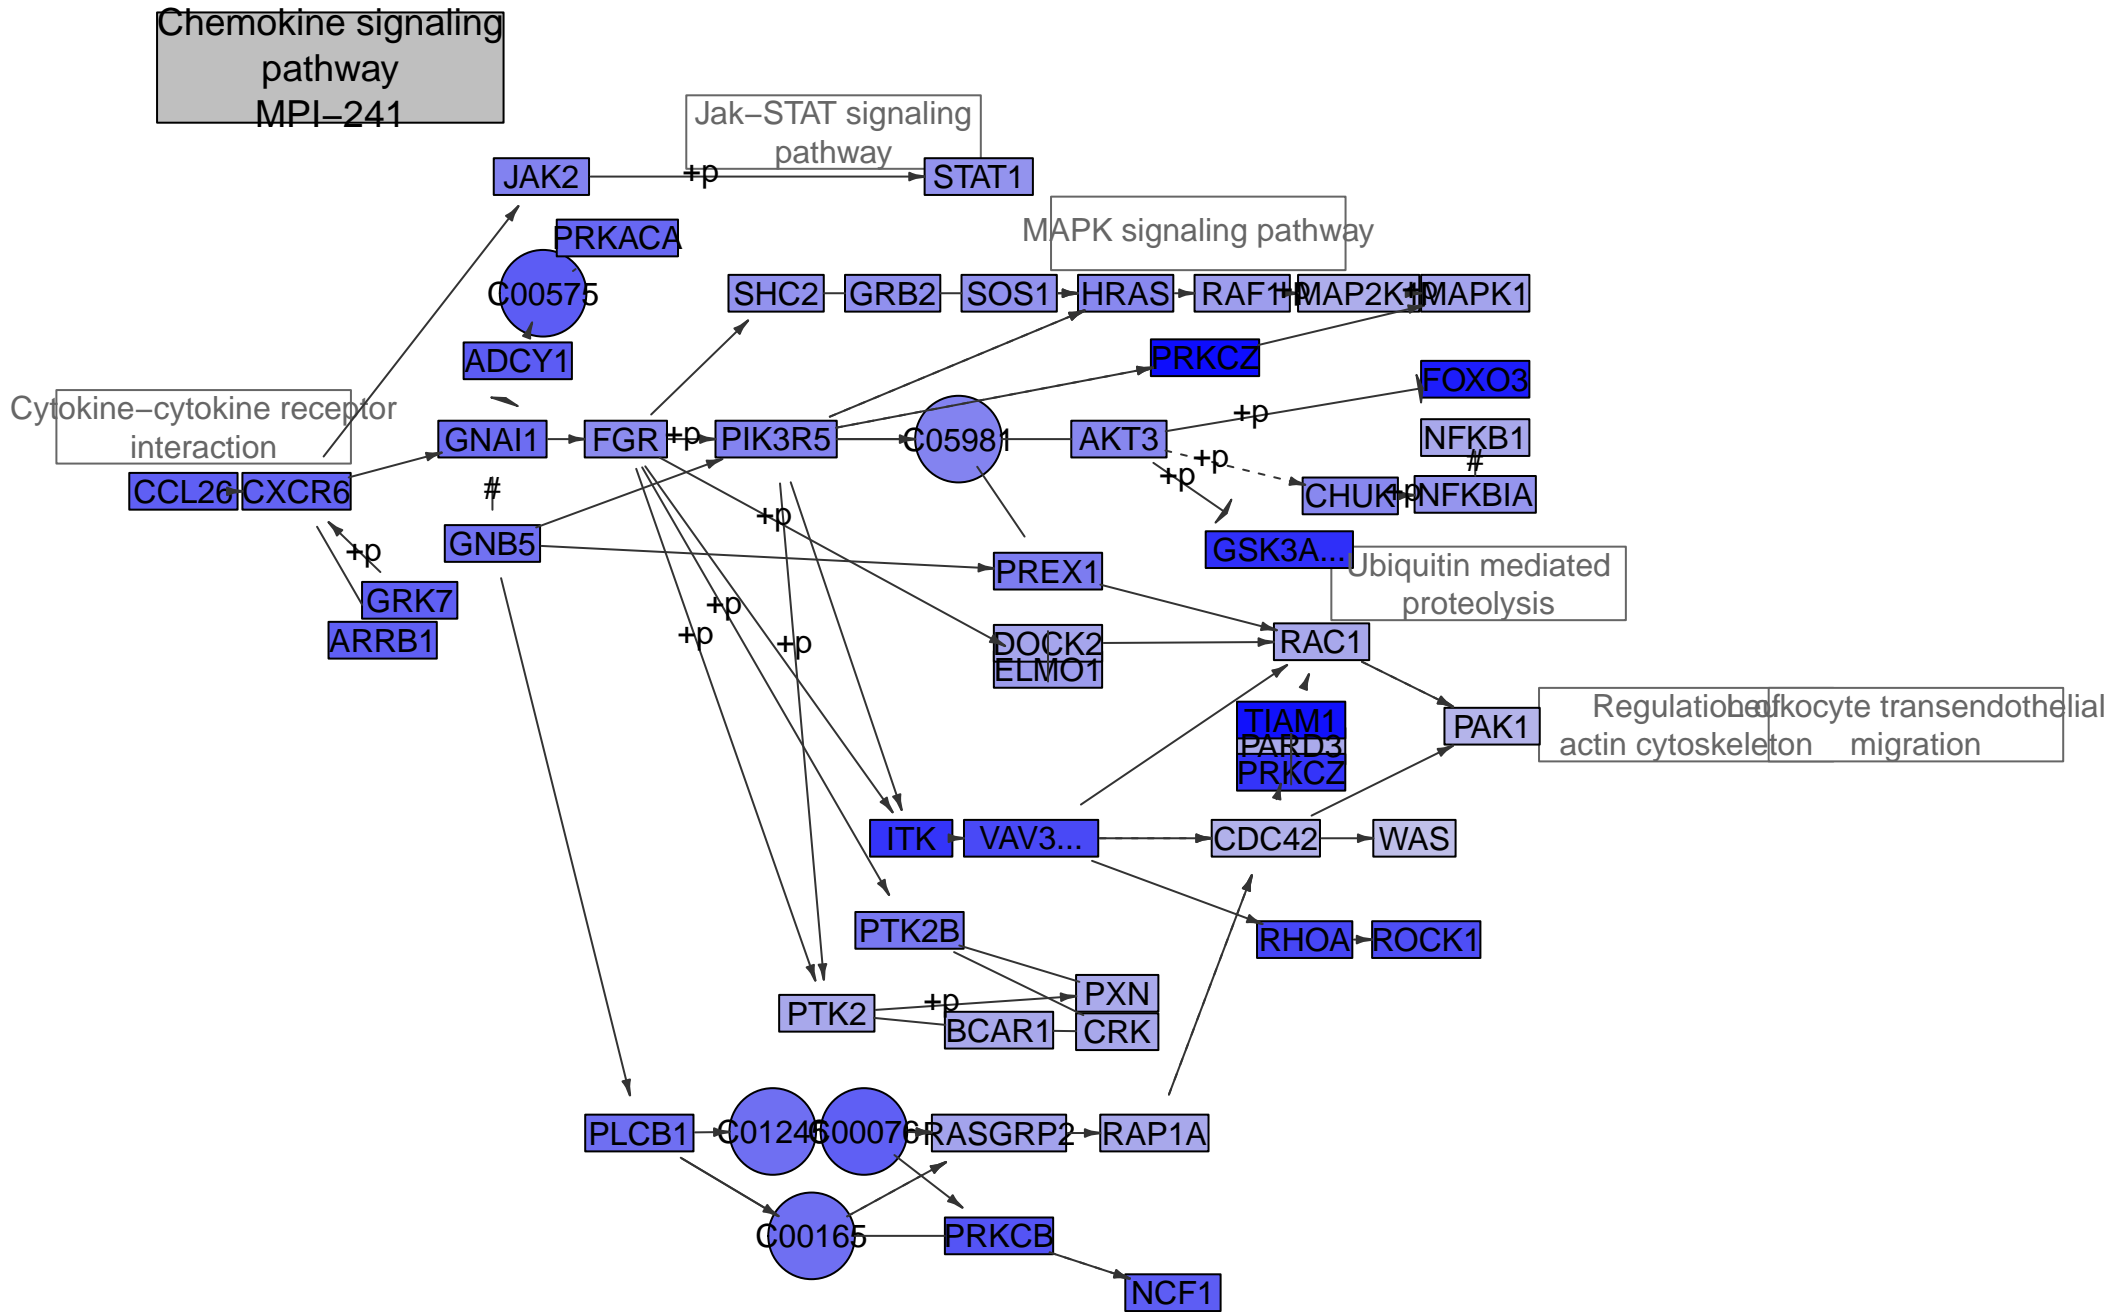 Chemokine signaling
pathway
MPI−241
Jak−STAT signaling
pathway
JAK2
+p
STAT1
PRKACA
MAPK signaling pathway
C00575
SHC2
GRB2
SOS1
HRAS
RAF1
+p
MAP2K1
+p
MAPK1
ADCY1
PRKCZ
FOXO3
Cytokine−cytokine receptor
interaction
+p
GNAI1
FGR
+p
PIK3R5
C05981
AKT3
NFKB1
+p
#
+p
CCL26
CXCR6
#
CHUK
+p
NFKBIA
+p
GNB5
+p
GSK3A...
Ubiquitin mediated
proteolysis
PREX1
GRK7
+p
ARRB1
+p
+p
DOCK2
ELMO1
RAC1
TIAM1
PARD3
PRKCZ
PAK1
Regulation of
actin cytoskeleton
Leukocyte transendothelial
migration
ITK
VAV3...
CDC42
WAS
PTK2B
RHOA
ROCK1
PTK2
+p
PXN
BCAR1
CRK
PLCB1
C01245
C00076
RASGRP2
RAP1A
C00165
PRKCB
NCF1